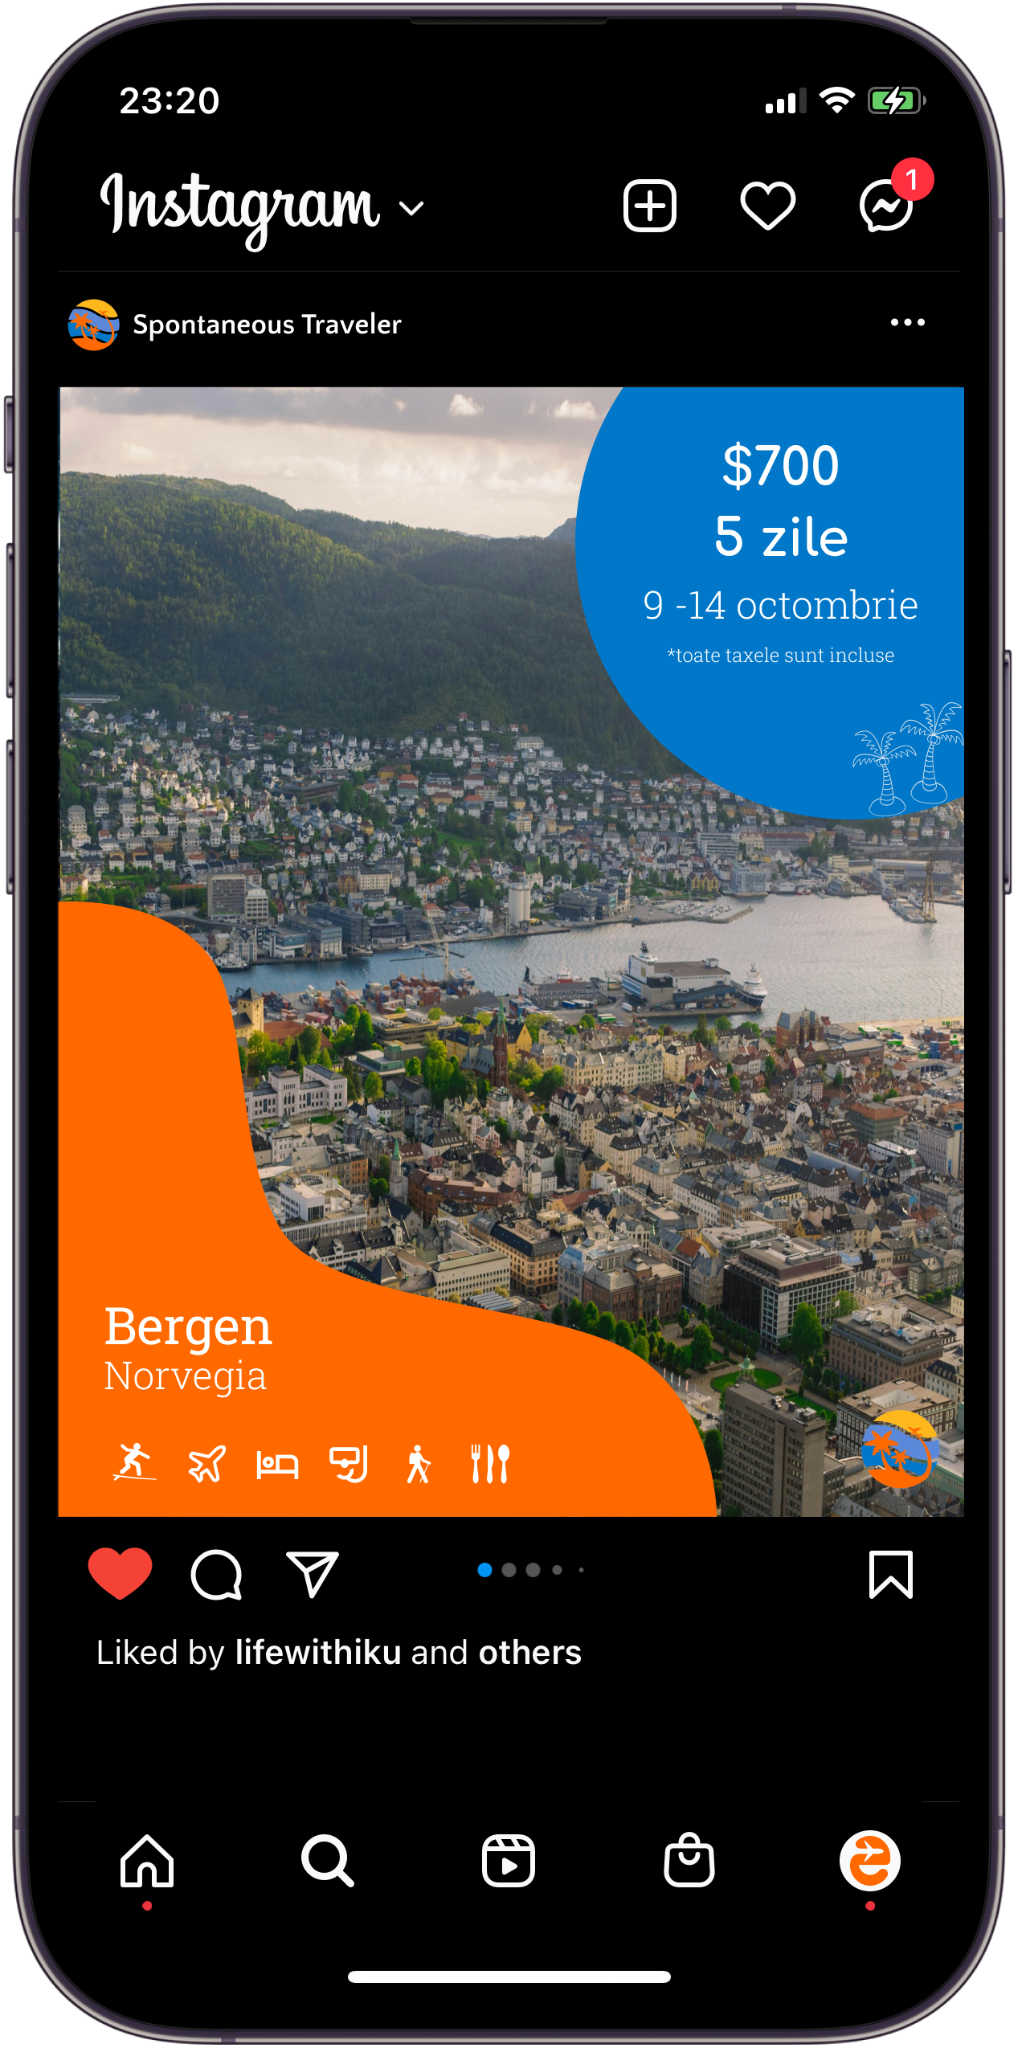 23:20
Instagram
1
Spontaneous Traveler
$700
5 zile
9 -14 octombrie
*toate taxele sunt incluse
Bergen
Norvegia
Liked by lifewithiku and others